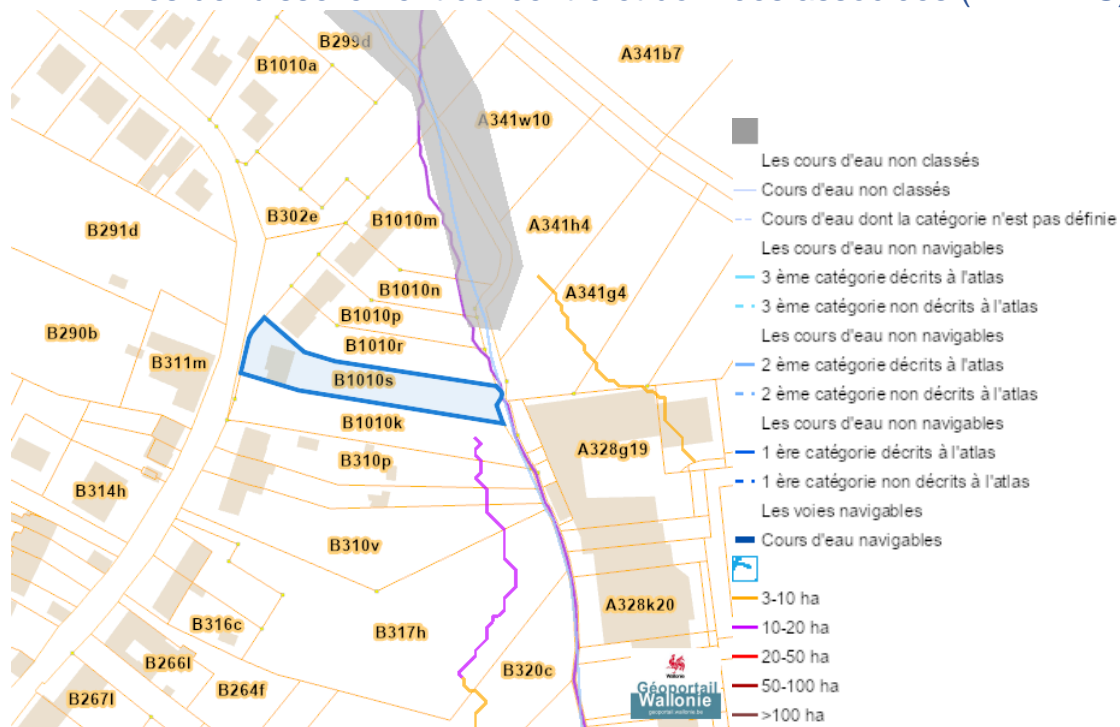 B299d
B1010a
A341b7
A341w10
B302e
B1010m
B291d
A341h4
B1010n
A341g4
B1010p
B290b
B1010r
B311m
B1010s
B1010k
A328g19
B310p
B314h
B310v
A328k20
B316c
B317h
B266l
B320c
B264f
B267l
Wallonie
Géoportail
Wallonie
geoportail.wallonie.be
Les cours d'eau non classés
Cours d'eau non classés
Cours d'eau dont la catégorie n'est pas définie
Les cours d'eau non navigables
3 ème catégorie décrits à l'atlas
3 ème catégorie non décrits à l'atlas
Les cours d'eau non navigables
2 ème catégorie décrits à l'atlas
2 ème catégorie non décrits à l'atlas
Les cours d'eau non navigables
1 ère catégorie décrits à l'atlas
1 ère catégorie non décrits à l'atlas
Les voies navigables
Cours d'eau navigables
3-10 ha
10-20 ha
20-50 ha
50-100 ha
>100 ha